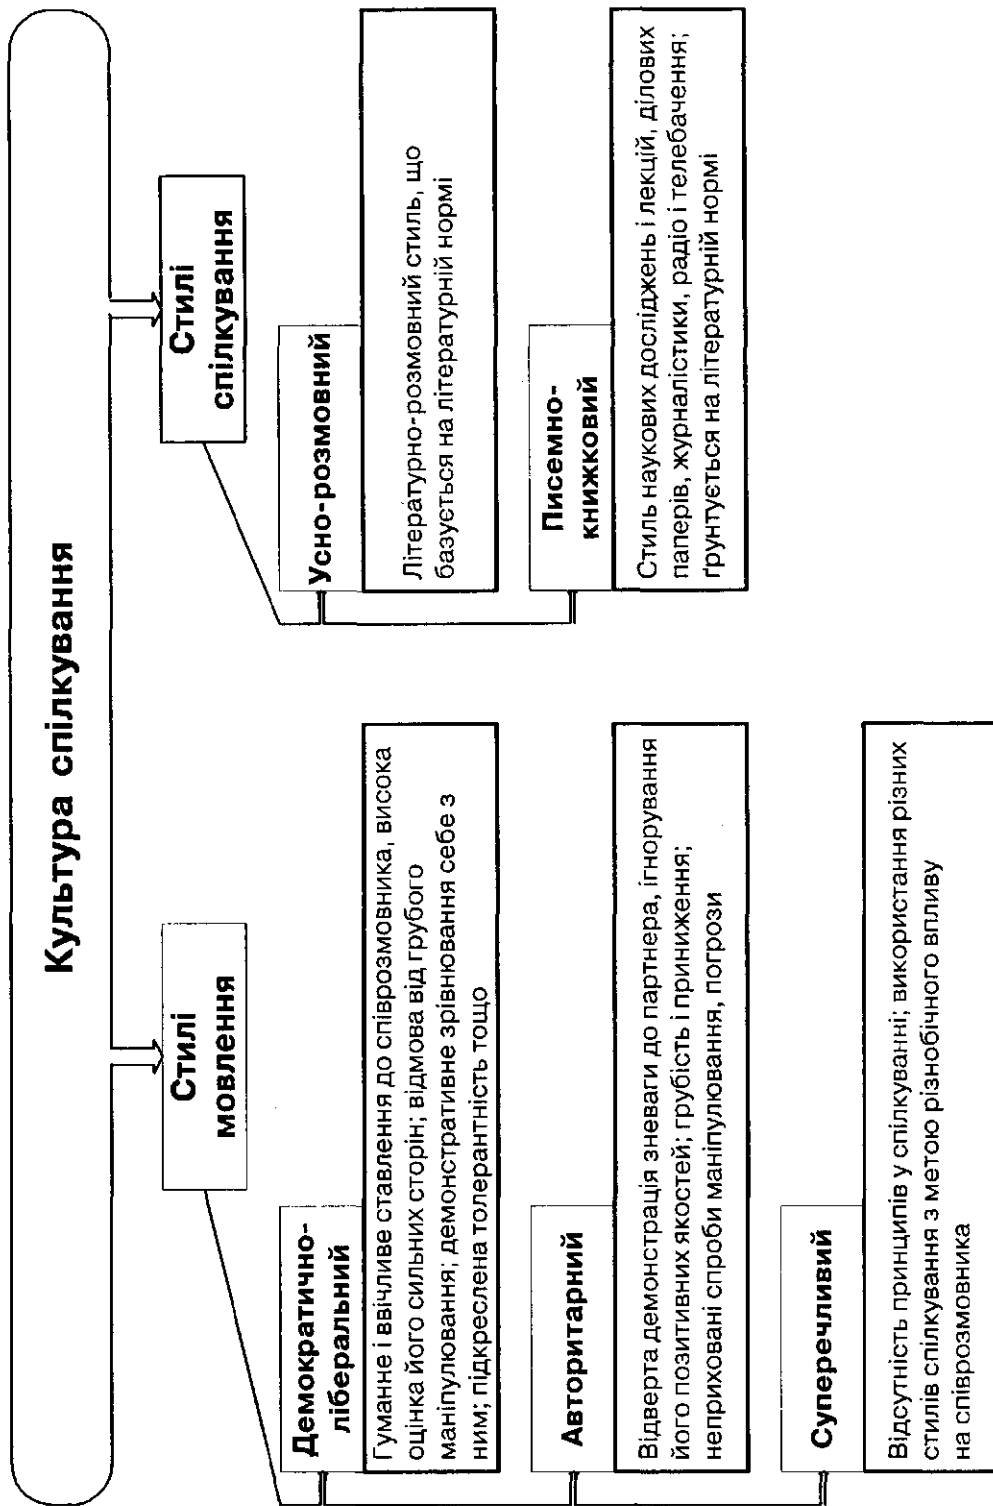 Культура спілкування
Стилі
мовлення
Демократично-
ліберальний
Гуманне і ввічливе ставлення до співрозмовника, висока
оцінка його сильних сторін; відмова від грубого
маніпулювання; демонстративне зрівнювання себе з
ним; підкреслена толерантність тощо
Авторитарний
Відверта демонстрація зневаги до партнера, ігнорування
його позитивних якостей; грубість і приниження;
неприховані спроби маніпулювання, погрози
Суперечливий
Відсутність принципів у спілкуванні; використання різних
стилів спілкування з метою різнобічного впливу
на співрозмовника
Стилі
спілкування
Усно-розмовний
Літературно-розмовний стиль, що
базується на літературній нормі
Писемно-
книжковий
Стиль наукових досліджень і лекцій, ділових
паперів, журналістики, радіо і телебачення;
ґрунтується на літературній нормі